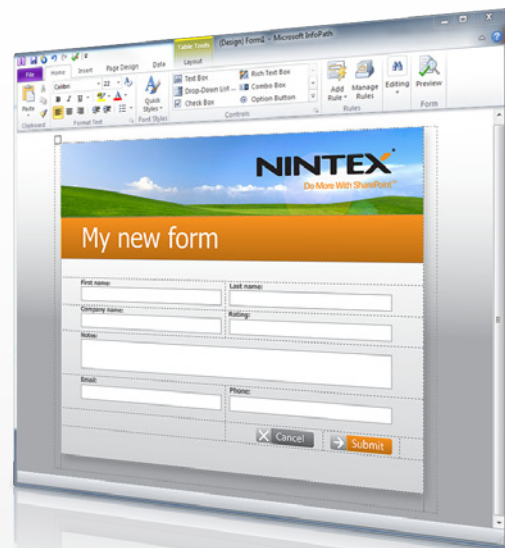 (Design) Form1 - Microsoft InfoPath
Table Tools
File Home Insert Page Design Data Layout
Calibri 22
Paste
B I U
Quick Styles
Text Box
Drop-Down List ...
Check Box
Rich Text Box
Combo Box
Option Button
Add Rule
Manage Rules
Editing
Preview
Clipboard Format Text Font Styles Controls Rules Form
NINTEX
Do More With SharePoint™
My new form
First name: Last name:
Company name: Rating:
Notes:
Email: Phone:
Cancel Submit